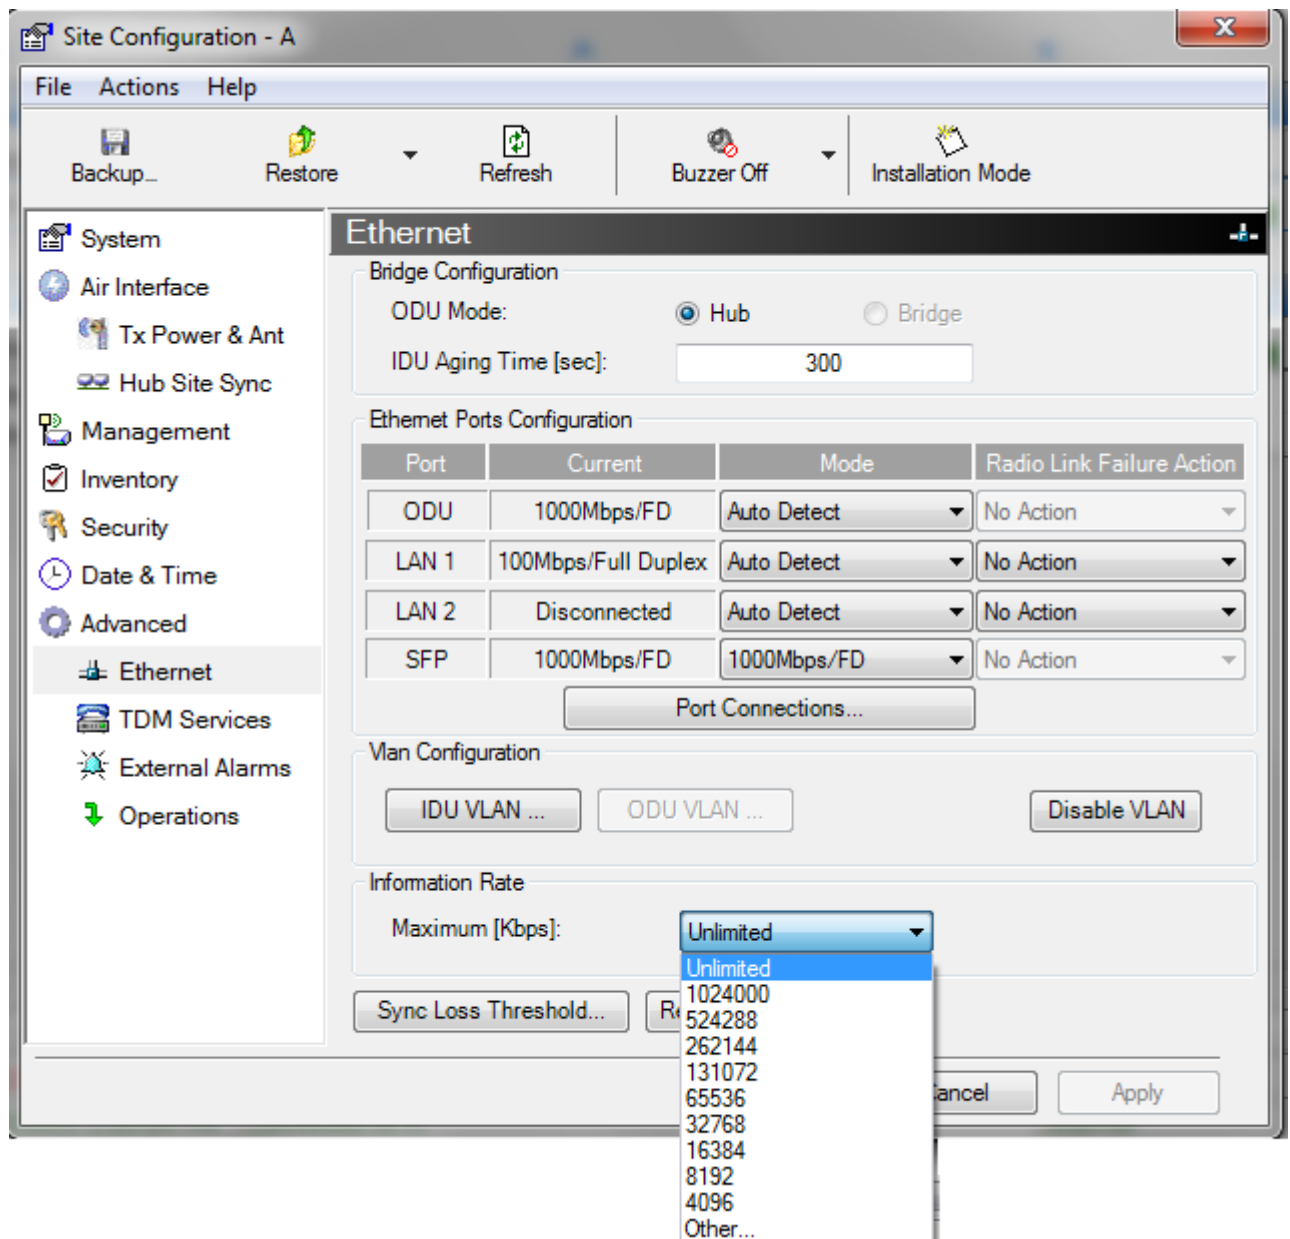 Site Configuration - A
File Actions Help
Backup... Restore Refresh Buzzer Off Installation Mode
System
Air Interface
Tx Power & Ant
Hub Site Sync
Management
Inventory
Security
Date & Time
Advanced
Ethernet
TDM Services
External Alarms
Operations
Ethernet
Bridge Configuration
ODU Mode: Hub Bridge
IDU Aging Time [sec]: 300
Ethernet Ports Configuration
Port Current Mode Radio Link Failure Action
ODU 1000Mbps/FD Auto Detect No Action
LAN 1 100Mbps/Full Duplex Auto Detect No Action
LAN 2 Disconnected Auto Detect No Action
SFP 1000Mbps/FD 1000Mbps/FD No Action
Port Connections...
Vlan Configuration
IDU VLAN ... ODU VLAN ... Disable VLAN
Information Rate
Maximum [Kbps]: Unlimited
Unlimited
1024000
524288
262144
131072
65536
32768
16384
8192
4096
Other...
Sync Loss Threshold...
Apply